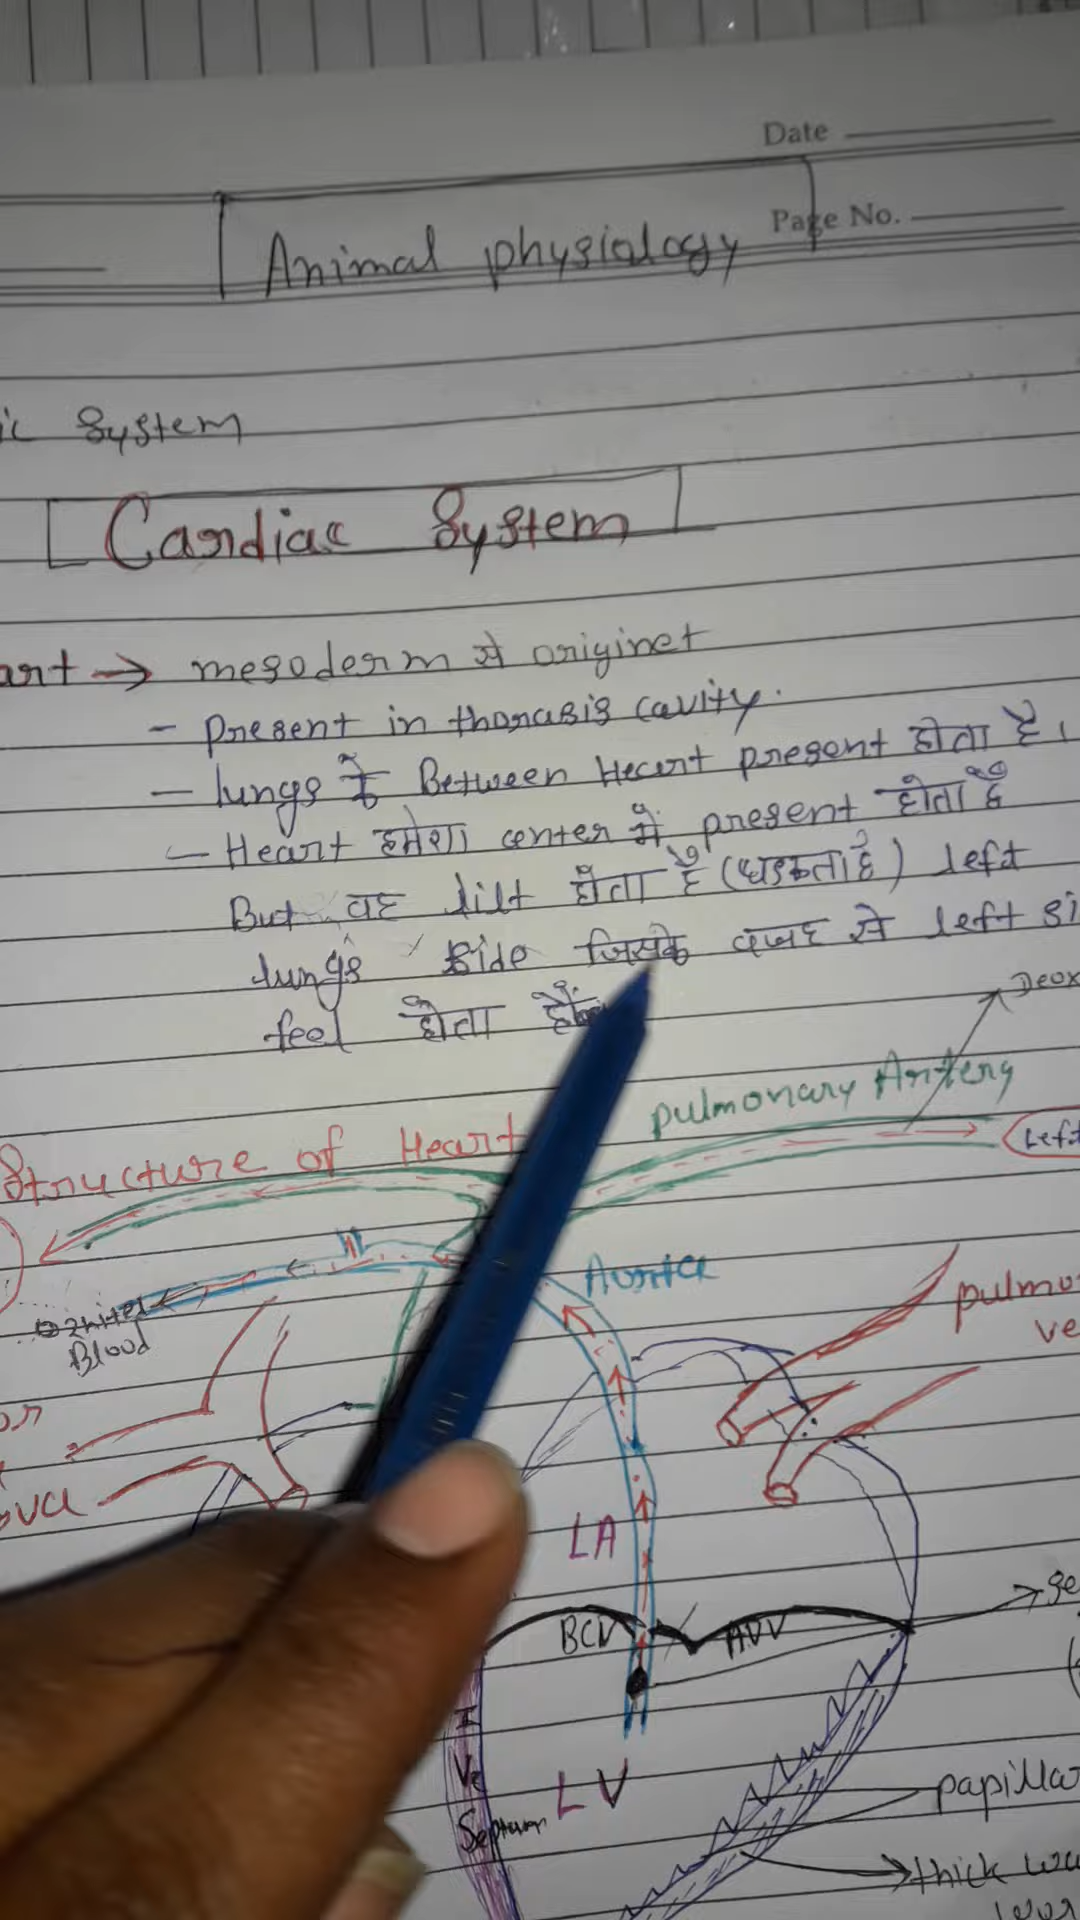 Date
Page No.
Animal physiology
ic System
Cardiac System
art → mesoderm से originet
- present in thorasis cavity.
- lungs के Between Heart present होता है।
- Heart हमेशा center में present होता है
But वह tilt होता है (धड़कता है) left
lungs side जिसके वजह से left si
feel होता है
Deox
pulmonary Artery
Left
Structure of Heart
Aorta
Blood
pulmo
ve
or
ova
LA
BCV
AVV
se
I
Ve
Septum
LV
papillar
thick wa